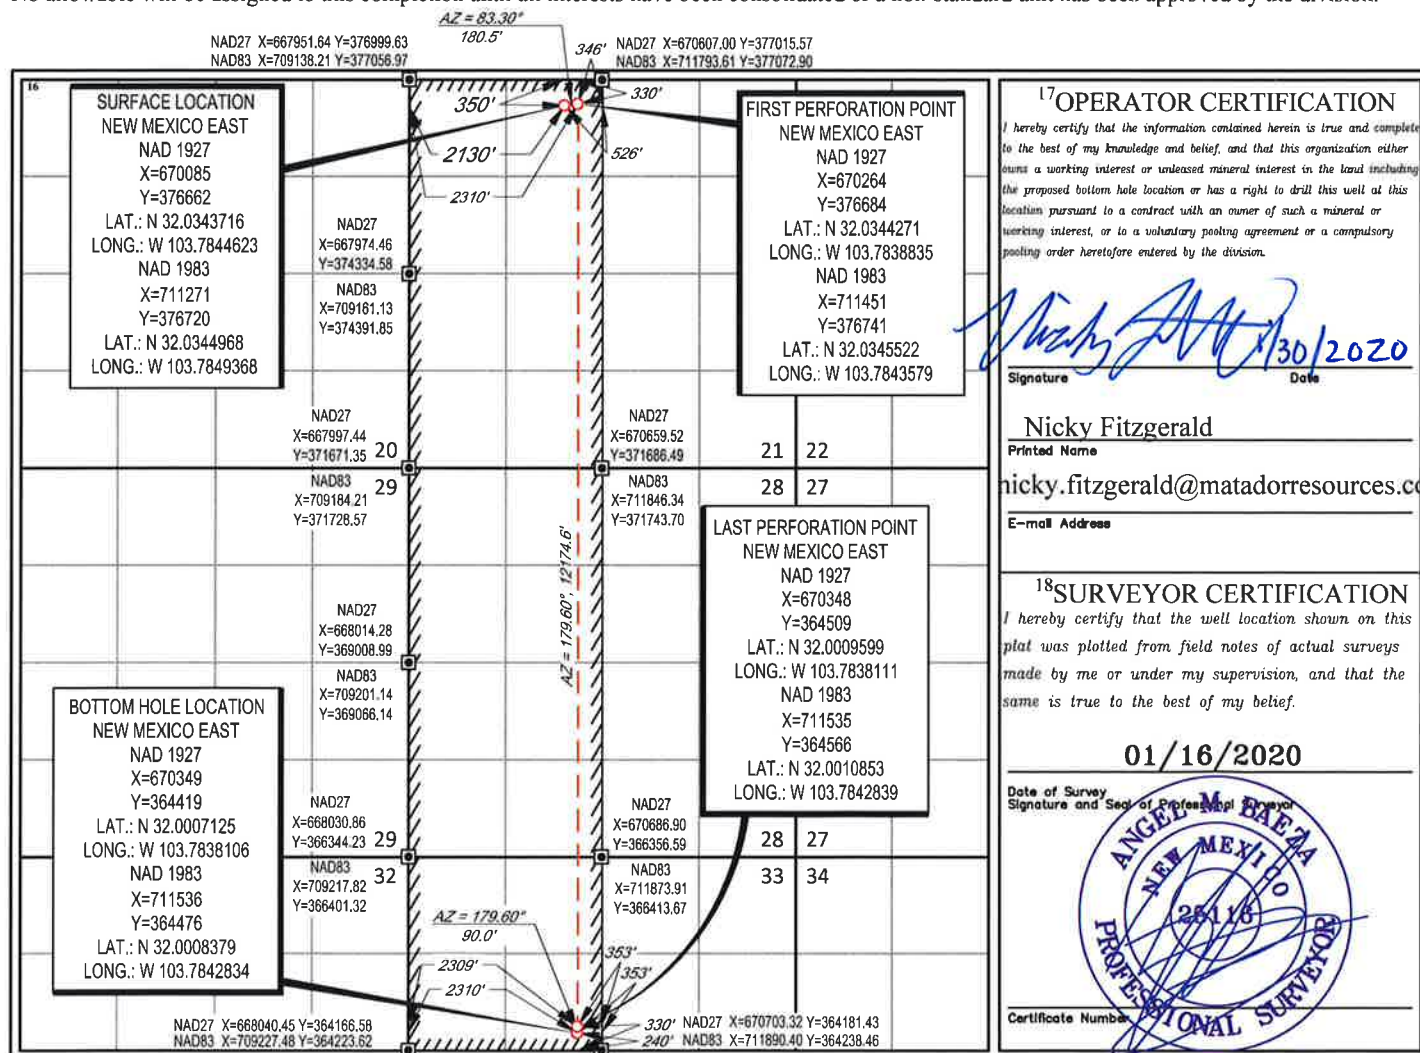 AZ = 83.30°
180.5'
NAD27 X=667951.64 Y=376999.63
NAD83 X=709138.21 Y=377056.97
346'
NAD27 X=670607.00 Y=377015.57
NAD83 X=711793.61 Y=377072.90
16
SURFACE LOCATION
NEW MEXICO EAST
NAD 1927
X=670085
Y=376662
LAT.: N 32.0343716
LONG.: W 103.7844623
NAD 1983
X=711271
Y=376720
LAT.: N 32.0344968
LONG.: W 103.7849368
350'
330'
2130'
526'
2310'
FIRST PERFORATION POINT
NEW MEXICO EAST
NAD 1927
X=670264
Y=376684
LAT.: N 32.0344271
LONG.: W 103.7838835
NAD 1983
X=711451
Y=376741
LAT.: N 32.0345522
LONG.: W 103.7843579
NAD27
X=667974.46
Y=374334.58
NAD83
X=709161.13
Y=374391.85
NAD27
X=667997.44
Y=371671.35
20
NAD83
X=709184.21
Y=371728.57
29
NAD27
X=670659.52
Y=371686.49
NAD83
X=711846.34
Y=371743.70
21 22
28 27
AZ = 179.60°, 12174.6'
LAST PERFORATION POINT
NEW MEXICO EAST
NAD 1927
X=670348
Y=364509
LAT.: N 32.0009599
LONG.: W 103.7838111
NAD 1983
X=711535
Y=364566
LAT.: N 32.0010853
LONG.: W 103.7842839
NAD27
X=668014.28
Y=369008.99
NAD83
X=709201.14
Y=369066.14
BOTTOM HOLE LOCATION
NEW MEXICO EAST
NAD 1927
X=670349
Y=364419
LAT.: N 32.0007125
LONG.: W 103.7838106
NAD 1983
X=711536
Y=364476
LAT.: N 32.0008379
LONG.: W 103.7842834
NAD27
X=668030.86
Y=366344.23
29
NAD83
X=709217.82
Y=366401.32
32
NAD27
X=670686.90
Y=366356.59
NAD83
X=711873.91
Y=366413.67
28 27
33 34
AZ = 179.60°
90.0'
2309'
2310'
353'
353'
330'
240'
NAD27 X=668040.45 Y=364166.58
NAD83 X=709227.48 Y=364223.62
NAD27 X=670703.32 Y=364181.43
NAD83 X=711890.40 Y=364238.46
17 OPERATOR CERTIFICATION
I hereby certify that the information contained herein is true and complete
to the best of my knowledge and belief, and that this organization either
owns a working interest or unleased mineral interest in the land including
the proposed bottom hole location or has a right to drill this well at this
location pursuant to a contract with an owner of such a mineral or
working interest, or to a voluntary pooling agreement or a compulsory
pooling order heretofore entered by the division.
/30/2020
Signature Date
Nicky Fitzgerald
Printed Name
nicky.fitzgerald@matadorresources.co
E-mail Address
18 SURVEYOR CERTIFICATION
I hereby certify that the well location shown on this
plat was plotted from field notes of actual surveys
made by me or under my supervision, and that the
same is true to the best of my belief.
01/16/2020
Date of Survey
Signature and Seal of Professional Surveyor
ANGEL M. BAEZA
NEW MEXICO
25116
PROFESSIONAL SURVEYOR
Certificate Number